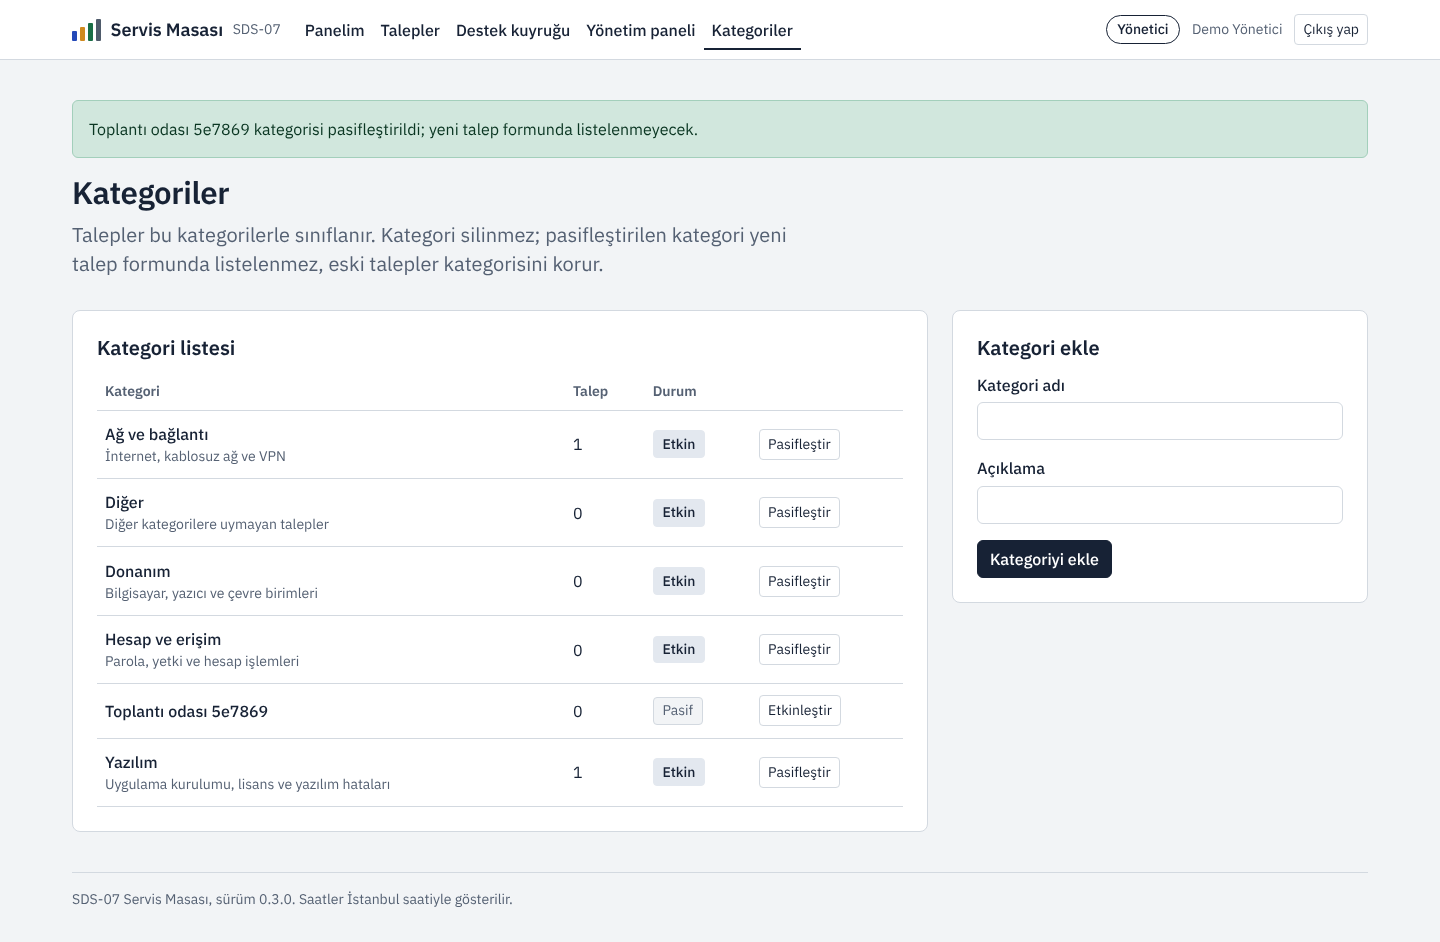 Servis Masası SDS-07 Panelim Talepler Destek kuyruğu Yönetim paneli Kategoriler Yönetici Demo Yönetici Çıkış yap
Toplantı odası 5e7869 kategorisi pasifleştirildi; yeni talep formunda listelenmeyecek.
Kategoriler
Talepler bu kategorilerle sınıflanır. Kategori silinmez; pasifleştirilen kategori yeni
talep formunda listelenmez, eski talepler kategorisini korur.
Kategori listesi
Kategori Talep Durum
Ağ ve bağlantı
İnternet, kablosuz ağ ve VPN
1 Etkin Pasifleştir
Diğer
Diğer kategorilere uymayan talepler
0 Etkin Pasifleştir
Donanım
Bilgisayar, yazıcı ve çevre birimleri
0 Etkin Pasifleştir
Hesap ve erişim
Parola, yetki ve hesap işlemleri
0 Etkin Pasifleştir
Toplantı odası 5e7869 0 Pasif Etkinleştir
Yazılım
Uygulama kurulumu, lisans ve yazılım hataları
1 Etkin Pasifleştir
Kategori ekle
Kategori adı
Açıklama
Kategoriyi ekle
SDS-07 Servis Masası, sürüm 0.3.0. Saatler İstanbul saatiyle gösterilir.